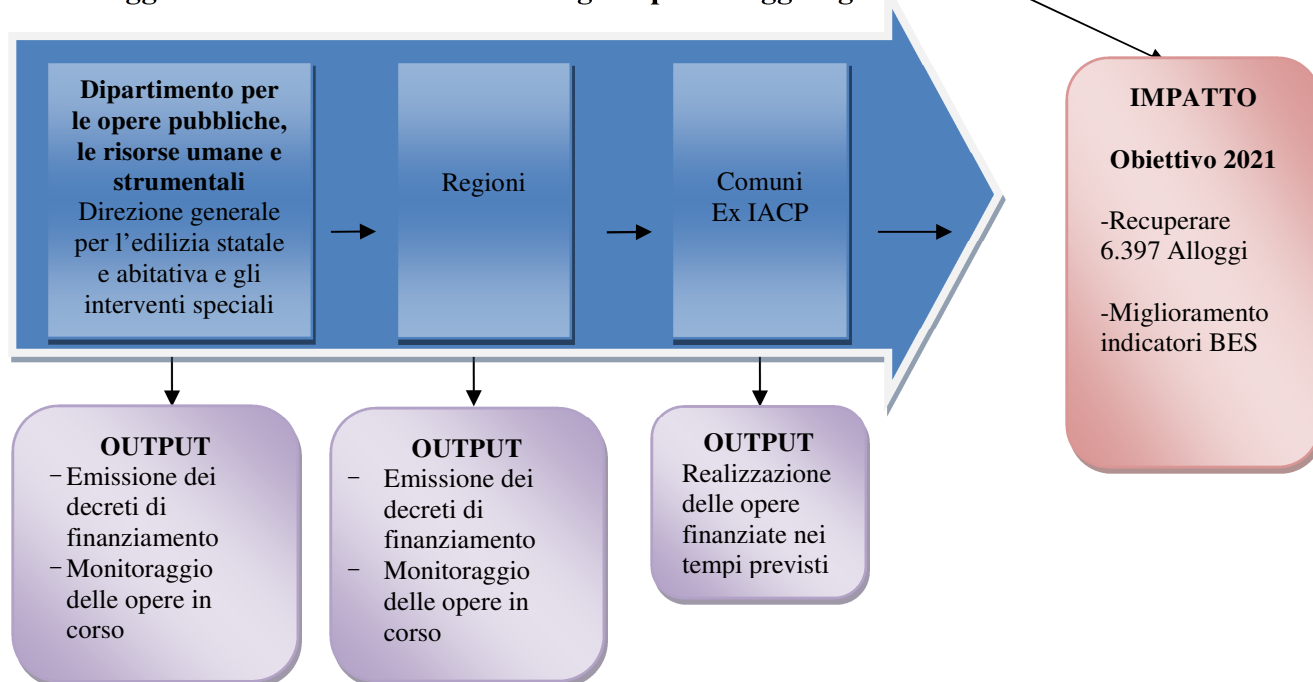 Dipartimento per
le opere pubbliche,
le risorse umane e
strumentali
Direzione generale
per l’edilizia statale
e abitativa e gli
interventi speciali
Regioni
Comuni
Ex IACP
IMPATTO
Obiettivo 2021
-Recuperare
6.397 Alloggi
-Miglioramento
indicatori BES
OUTPUT
– Emissione dei
decreti di
finanziamento
– Monitoraggio
delle opere in
corso
OUTPUT
– Emissione dei
decreti di
finanziamento
– Monitoraggio
delle opere in
corso
OUTPUT
Realizzazione
delle opere
finanziate nei
tempi previsti